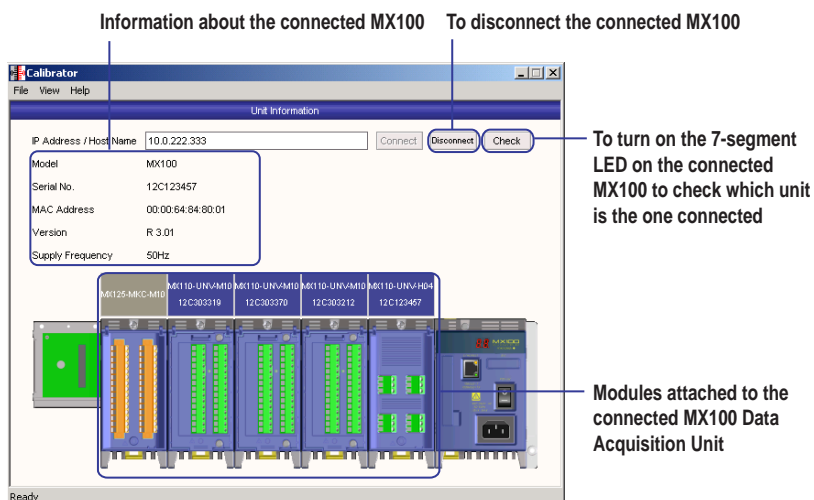 Information about the connected MX100
To disconnect the connected MX100
Calibrator
File View Help
Unit Information
IP Address / Host Name 10.0.222.333 Connect Disconnect Check
Model MX100
Serial No. 12C123457
MAC Address 00:00:64:84:80:01
Version R 3.01
Supply Frequency 50Hz
To turn on the 7-segment
LED on the connected
MX100 to check which unit
is the one connected
MX125-MKC-M10
MX110-UNV-M10
12C303319
MX110-UNV-M10
12C303370
MX110-UNV-M10
12C303212
MX110-UNV-H04
12C123457
MX100
Modules attached to the
connected MX100 Data
Acquisition Unit
Ready